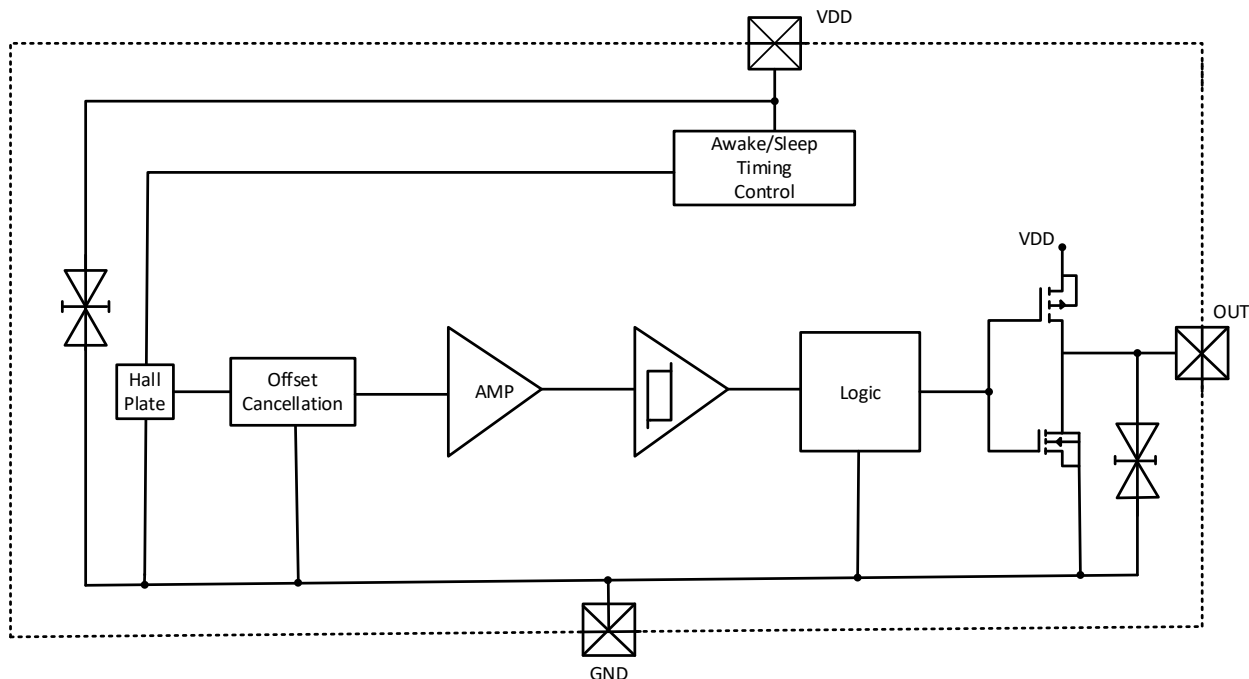 VDD
Awake/Sleep
Timing
Control
VDD
OUT
Hall
Plate
Offset
Cancellation
AMP
Logic
GND